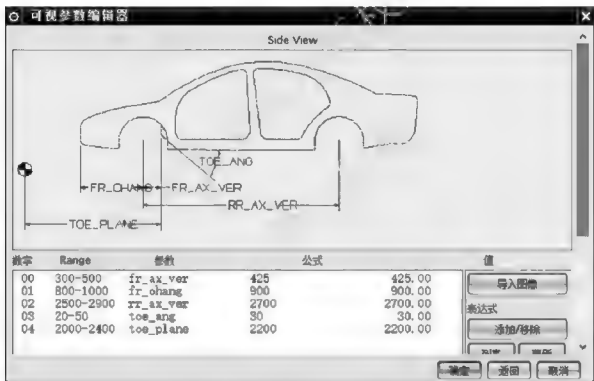 可视参数编辑器
Side View
TOE_ANG
FR_OHANG FR_AX_VER
RR_AX_VER
TOE_PLANE
数字 Range 参数 公式 值
00 300-500 fr_ax_ver 425 425.00
01 800-1000 fr_ohang 900 900.00
02 2500-2900 rr_ax_ver 2700 2700.00
03 20-50 toe_ang 30 30.00
04 2000-2400 toe_plane 2200 2200.00
导入图像
表达式
添加/移除
确定 返回 取消